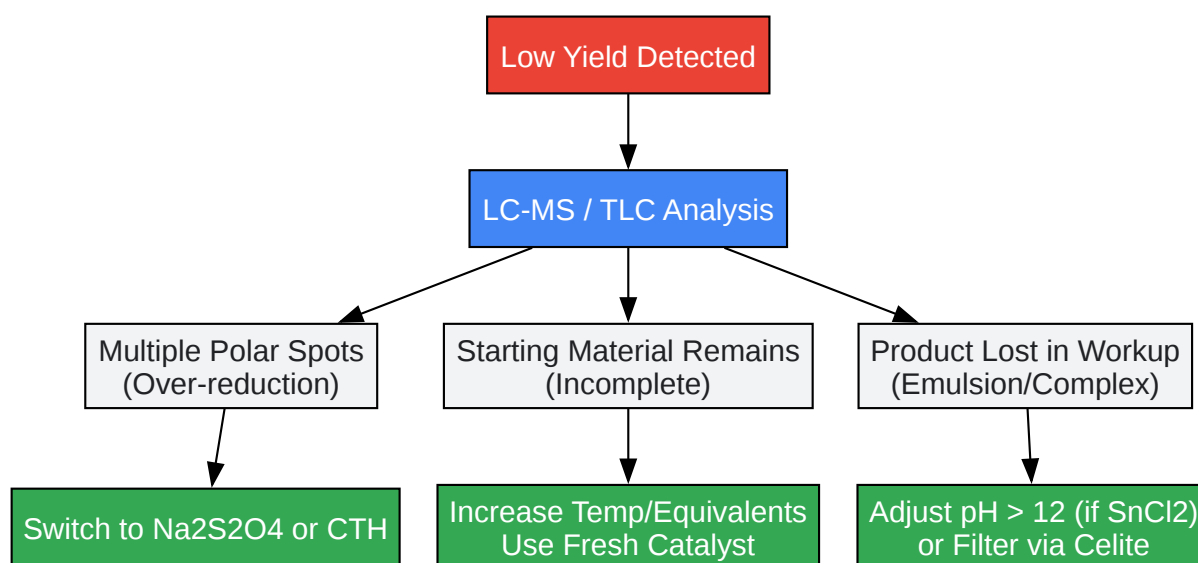 Low Yield Detected
LC-MS / TLC Analysis
Multiple Polar Spots
(Over-reduction)
Starting Material Remains
(Incomplete)
Product Lost in Workup
(Emulsion/Complex)
Switch to Na2S2O4 or CTH
Increase Temp/Equivalents
Use Fresh Catalyst
Adjust pH > 12 (if SnCl2)
or Filter via Celite